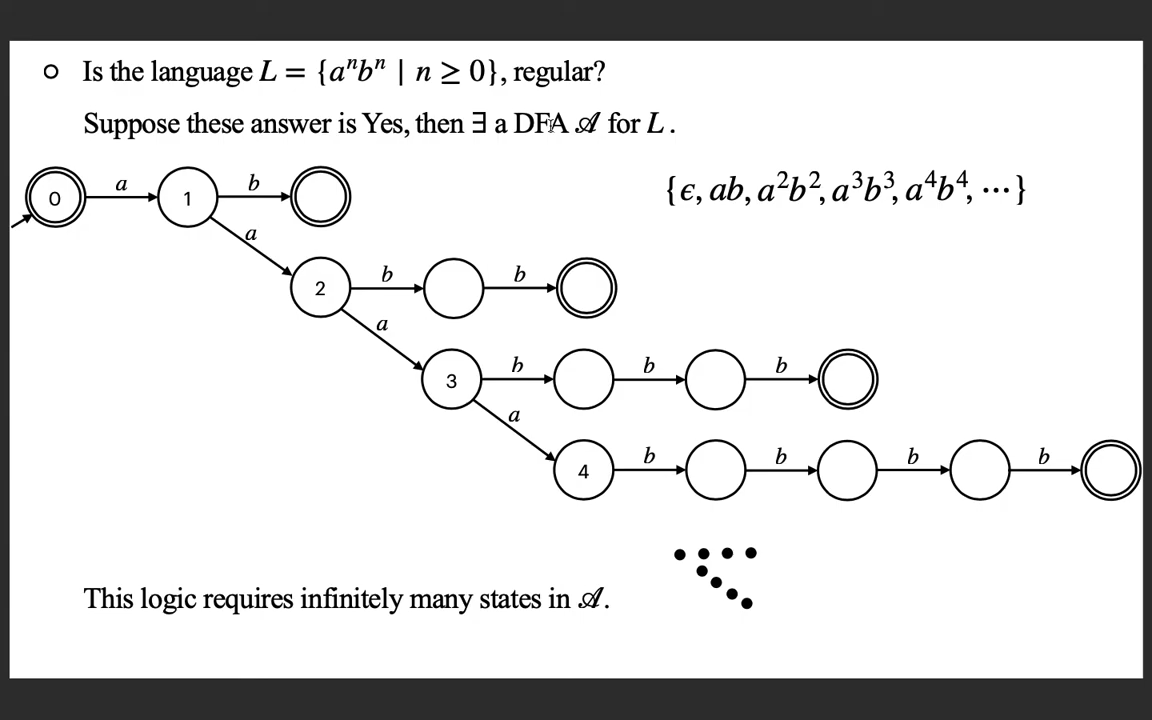 Is the language L = {aⁿbⁿ | n ≥ 0}, regular?
Suppose these answer is Yes, then ∃ a DFA 𝒜 for L.
{ϵ, ab, a²b², a³b³, a⁴b⁴, ⋯}
0 a 1 b
a
2 b b
a
3 b b b
a
4 b b b b
This logic requires infinitely many states in 𝒜.